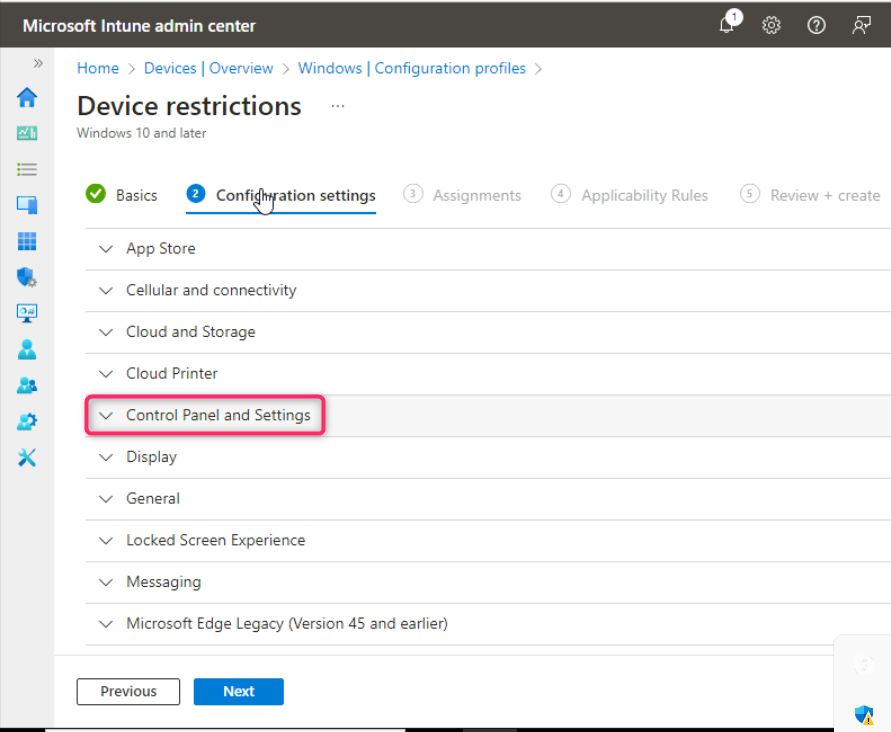 Microsoft Intune admin center
1
Home > Devices | Overview > Windows | Configuration profiles >
Device restrictions ...
Windows 10 and later
Basics 2 Configuration settings 3 Assignments 4 Applicability Rules 5 Review + create
App Store
Cellular and connectivity
Cloud and Storage
Cloud Printer
Control Panel and Settings
Display
General
Locked Screen Experience
Messaging
Microsoft Edge Legacy (Version 45 and earlier)
Previous Next